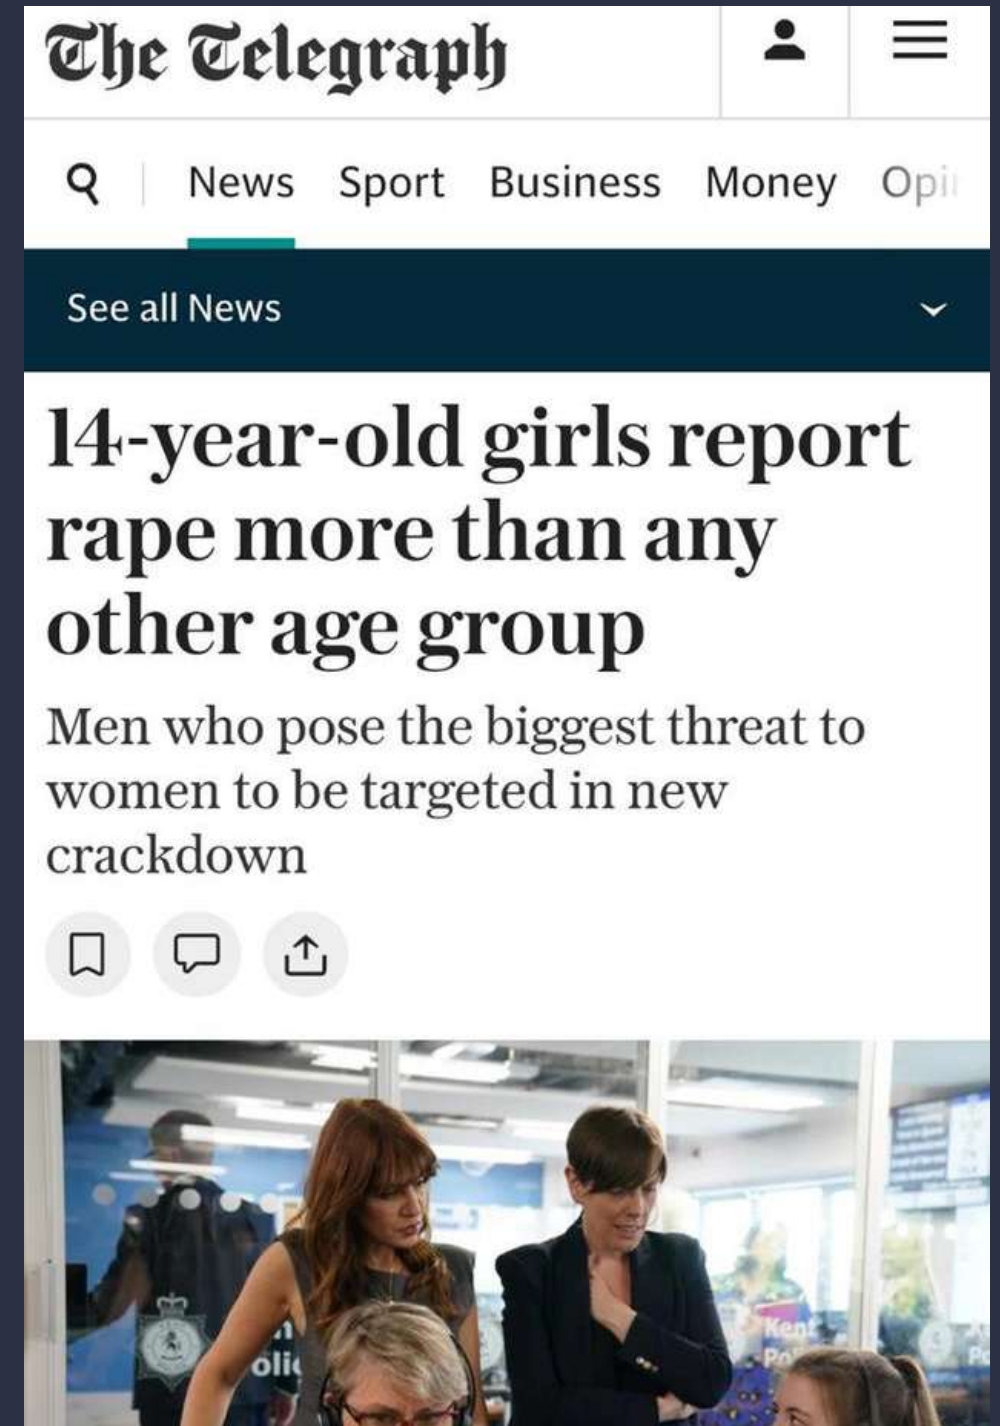 The Telegraph
News Sport Business Money
See all News
14-year-old girls report
rape more than any
other age group
Men who pose the biggest threat to
women to be targeted in new
crackdown
Kent